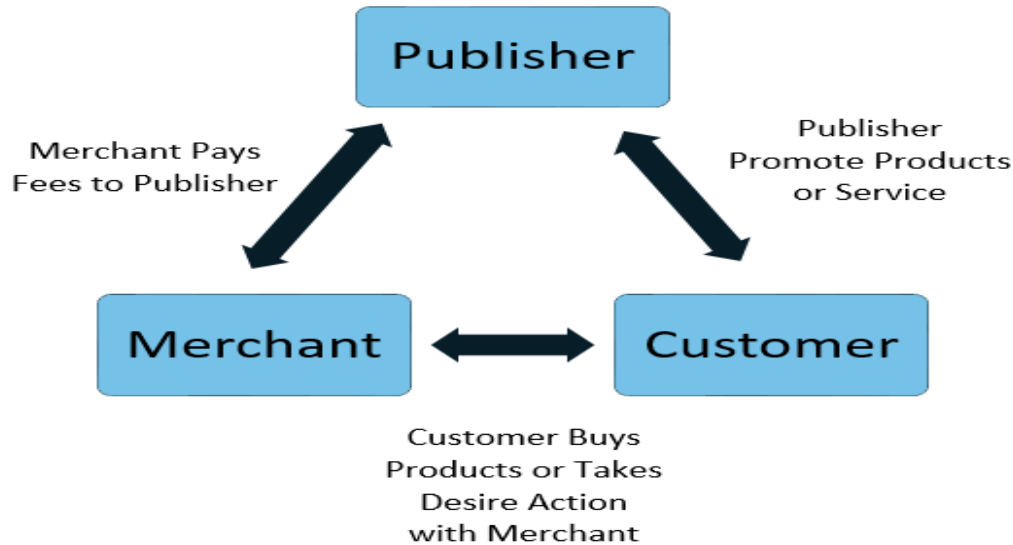 Publisher
Merchant Pays
Fees to Publisher
Publisher
Promote Products
or Service
Merchant
Customer
Customer Buys
Products or Takes
Desire Action
with Merchant